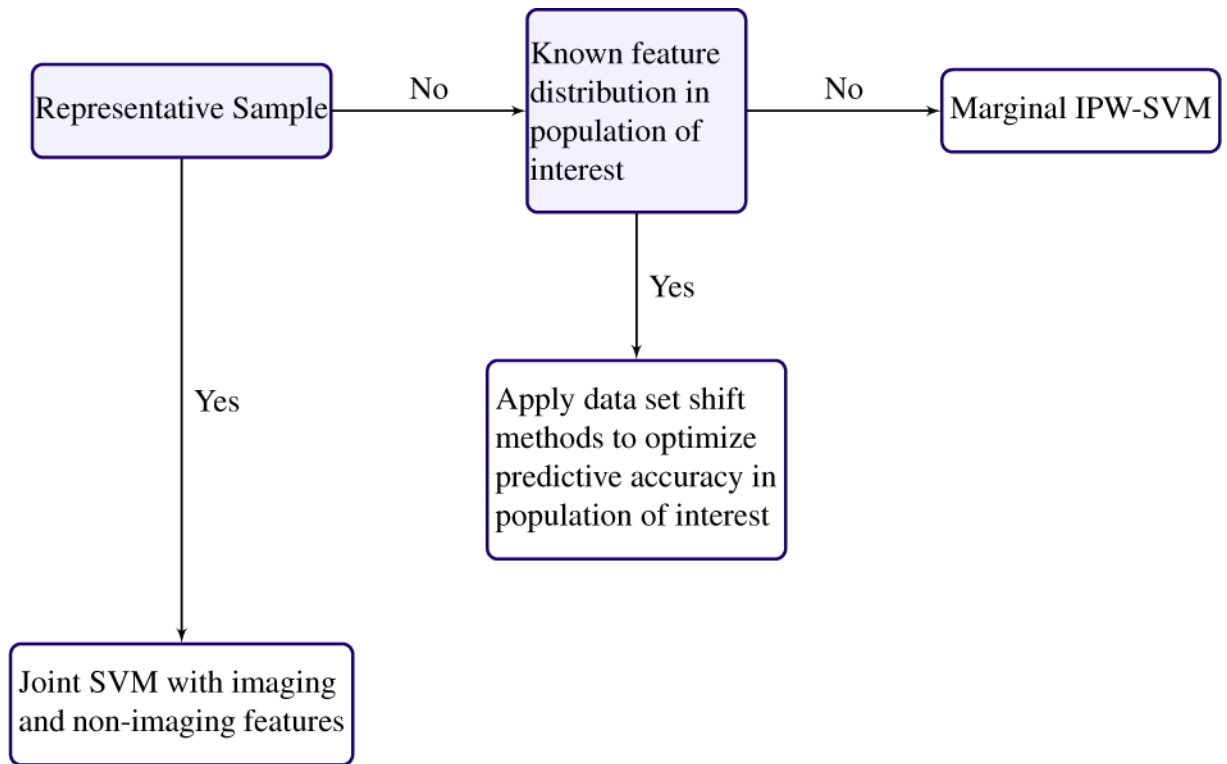 Representative Sample
No
Known feature
distribution in
population of
interest
No
Marginal IPW-SVM
Yes
Apply data set shift
methods to optimize
predictive accuracy in
population of interest
Yes
Joint SVM with imaging
and non-imaging features